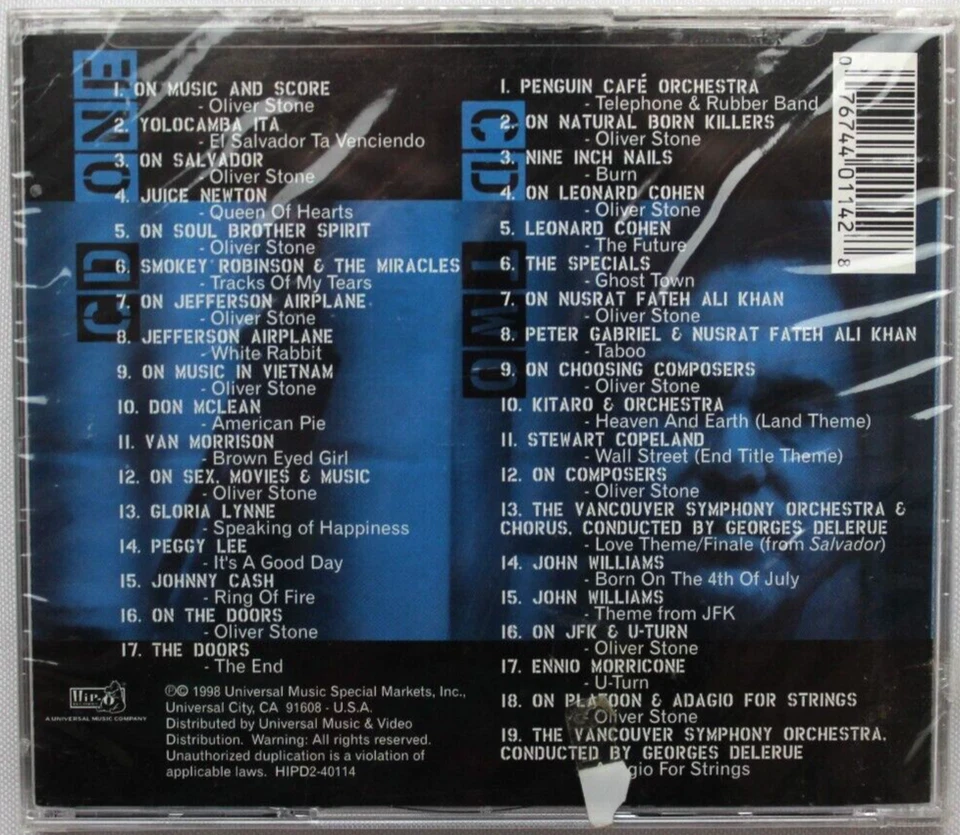 CD ONE
1. ON MUSIC AND SCORE
- Oliver Stone
2. YOLOCAMBA ITA
- El Salvador Ta Venciendo
3. ON SALVADOR
- Oliver Stone
4. JUICE NEWTON
- Queen Of Hearts
5. ON SOUL BROTHER SPIRIT
- Oliver Stone
6. SMOKEY ROBINSON & THE MIRACLES
- Tracks Of My Tears
7. ON JEFFERSON AIRPLANE
- Oliver Stone
8. JEFFERSON AIRPLANE
- White Rabbit
9. ON MUSIC IN VIETNAM
- Oliver Stone
10. DON MCLEAN
- American Pie
11. VAN MORRISON
- Brown Eyed Girl
12. ON SEX, MOVIES & MUSIC
- Oliver Stone
13. GLORIA LYNNE
- Speaking of Happiness
14. PEGGY LEE
- It's A Good Day
15. JOHNNY CASH
- Ring Of Fire
16. ON THE DOORS
- Oliver Stone
17. THE DOORS
- The End
CD TWO
1. PENGUIN CAFÉ ORCHESTRA
- Telephone & Rubber Band
2. ON NATURAL BORN KILLERS
- Oliver Stone
3. NINE INCH NAILS
- Burn
4. ON LEONARD COHEN
- Oliver Stone
5. LEONARD COHEN
- The Future
6. THE SPECIALS
- Ghost Town
7. ON NUSRAT FATEH ALI KHAN
- Oliver Stone
8. PETER GABRIEL & NUSRAT FATEH ALI KHAN
- Taboo
9. ON CHOOSING COMPOSERS
- Oliver Stone
10. KITARO & ORCHESTRA
- Heaven And Earth (Land Theme)
11. STEWART COPELAND
- Wall Street (End Title Theme)
12. ON COMPOSERS
- Oliver Stone
13. THE VANCOUVER SYMPHONY ORCHESTRA &
CHORUS, CONDUCTED BY GEORGES DELERUE
- Love Theme/Finale (from Salvador)
14. JOHN WILLIAMS
- Born On The 4th Of July
15. JOHN WILLIAMS
- Theme from JFK
16. ON JFK & U-TURN
- Oliver Stone
17. ENNIO MORRICONE
- U-Turn
18. ON PLATOON & ADAGIO FOR STRINGS
- Oliver Stone
19. THE VANCOUVER SYMPHONY ORCHESTRA,
CONDUCTED BY GEORGES DELERUE
For Strings
0 76744 01142 8
HIP-O
A UNIVERSAL MUSIC COMPANY
℗© 1998 Universal Music Special Markets, Inc.,
Universal City, CA 91608 - U.S.A.
Distributed by Universal Music & Video
Distribution. Warning: All rights reserved.
Unauthorized duplication is a violation of
applicable laws. HIPD2-40114